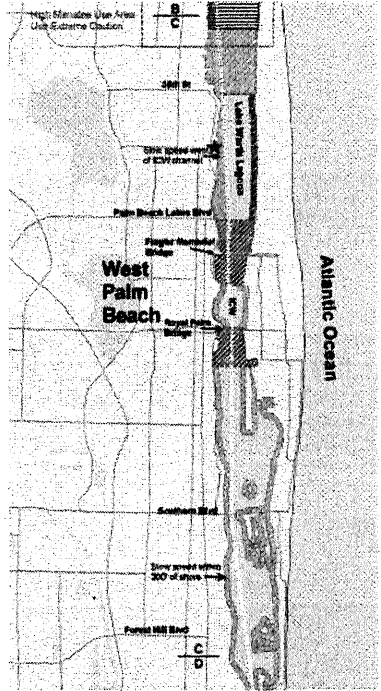 High Manatee Use Area
Use Extreme Caution
B
C
Slow speed west
of ICW channel
Lake Worth Lagoon
Palm Beach Lakes Blvd
Flagler Memorial
Bridge
West
Palm
Beach
ICW
Royal Palm
Bridge
Atlantic Ocean
Southern Blvd
Slow speed within
300' of shore
Forest Hill Blvd
C
D